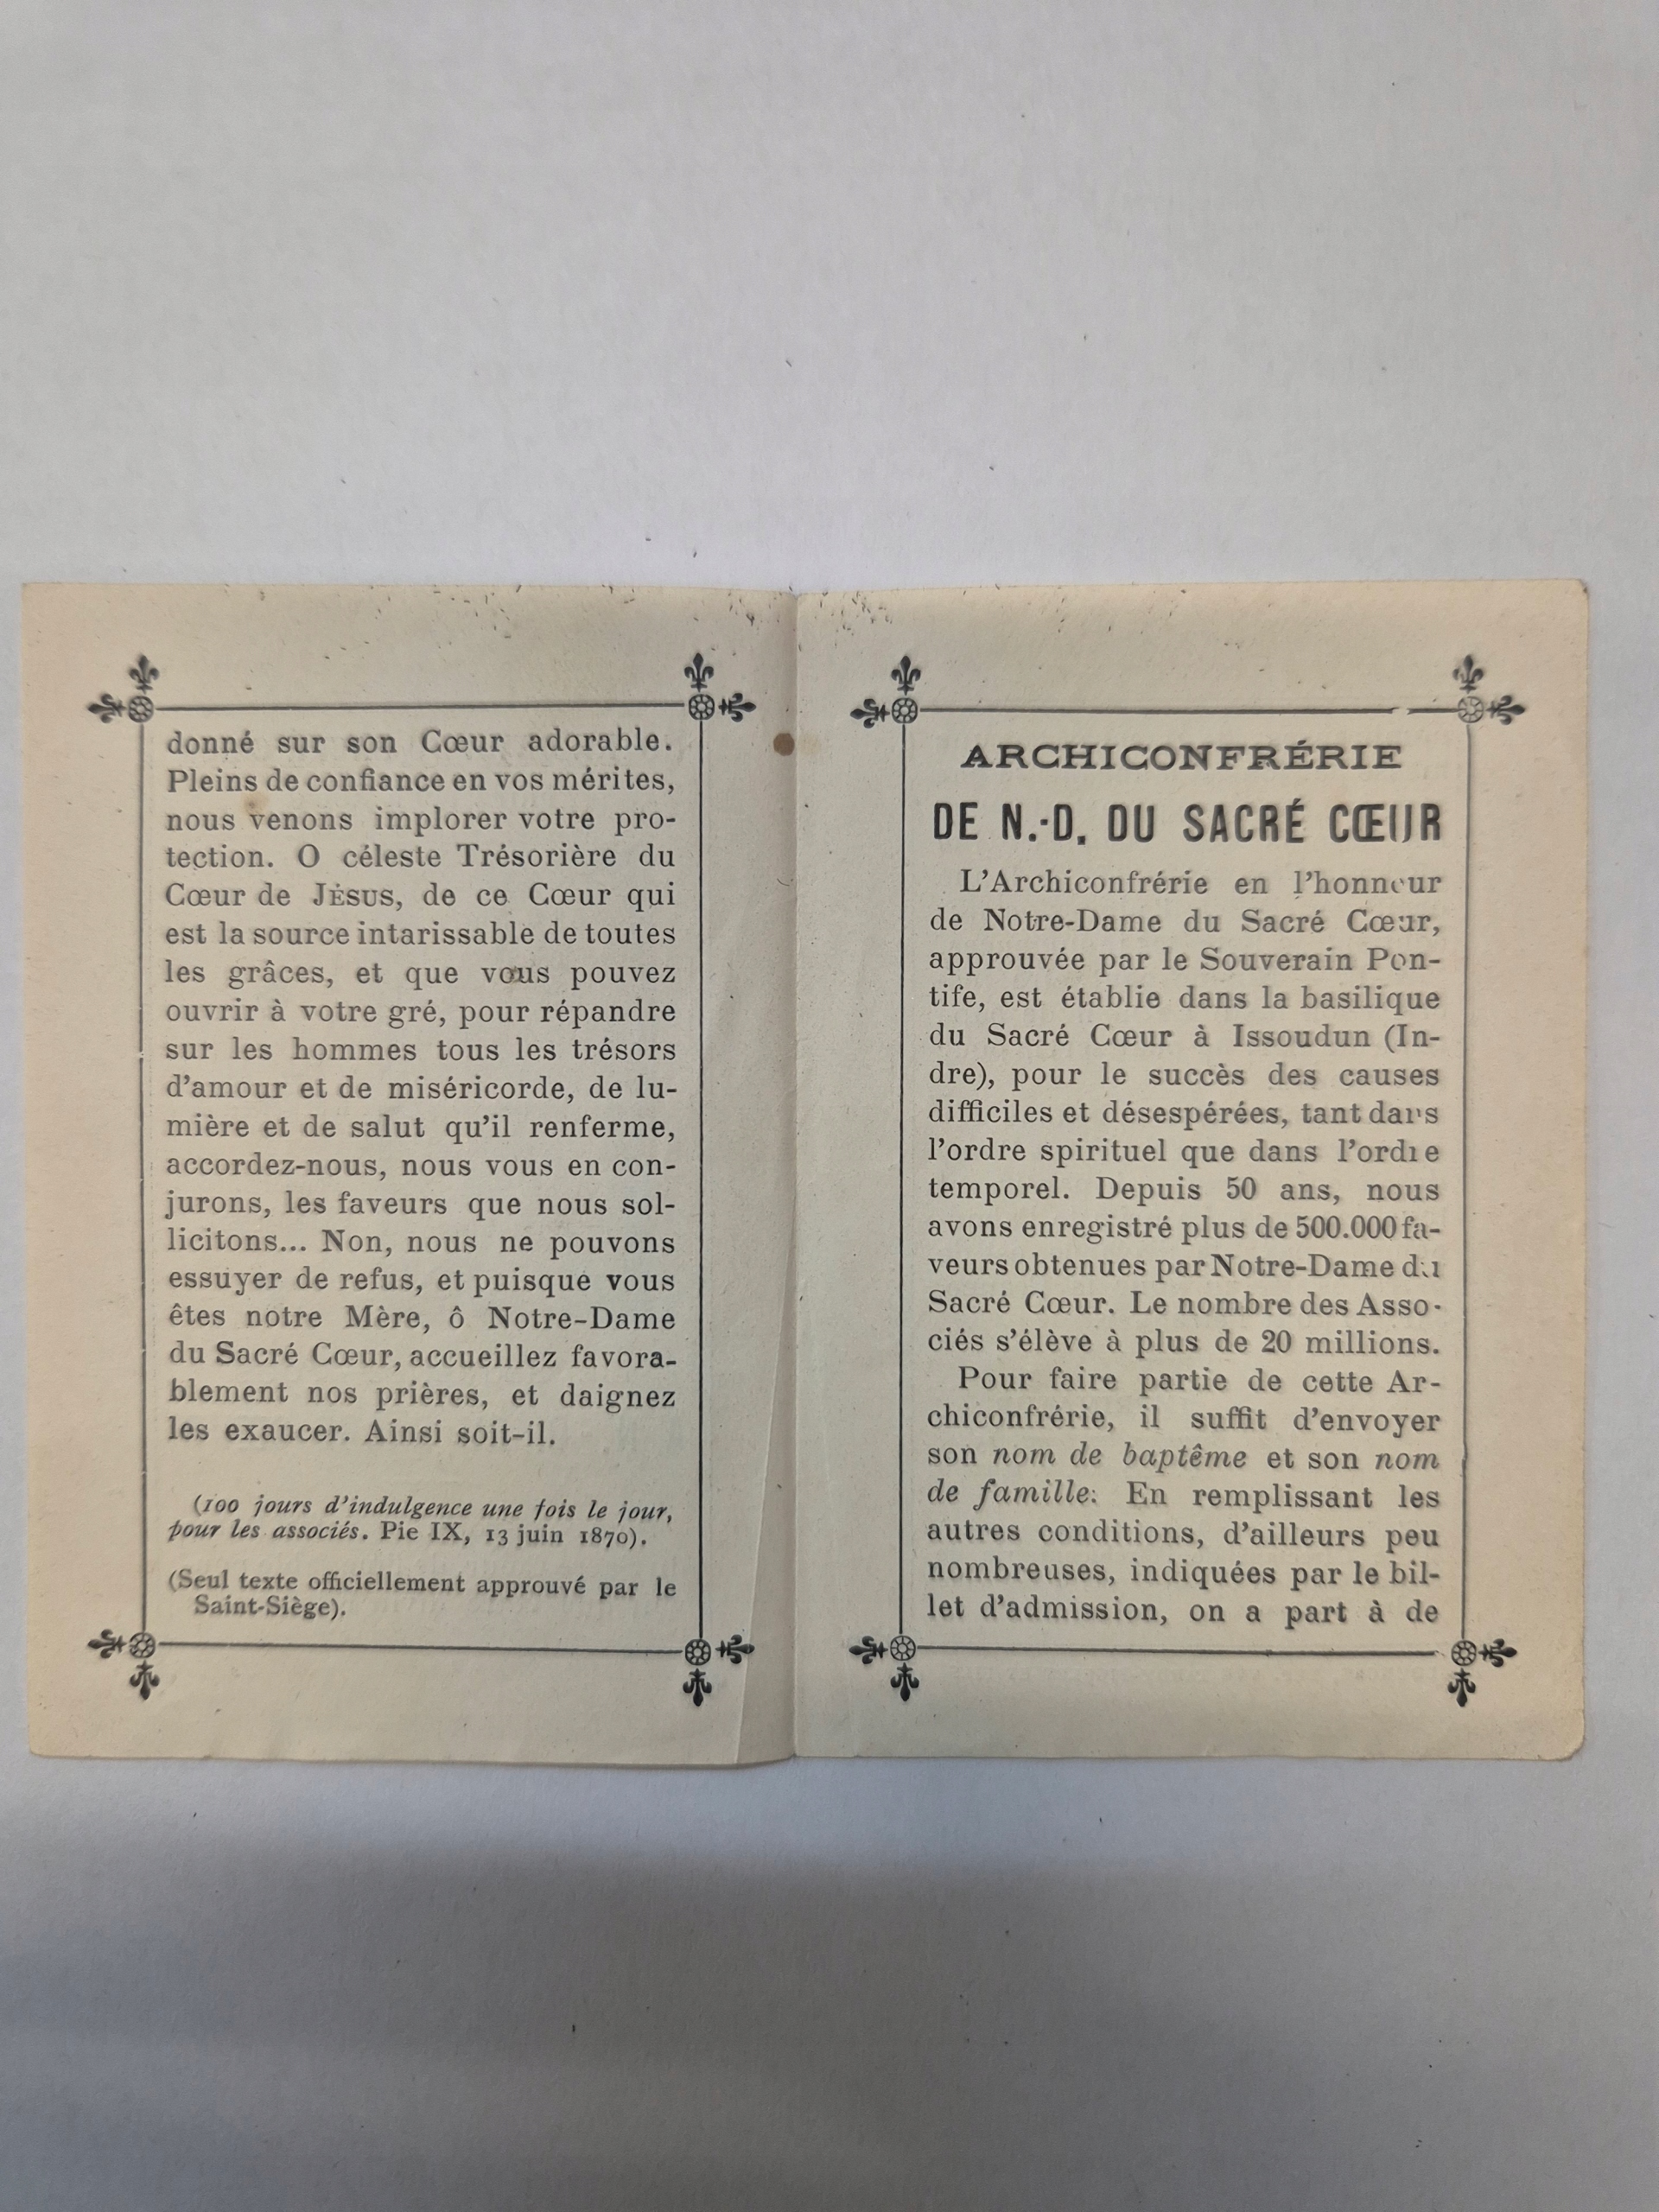 donné sur son Cœur adorable.
Pleins de confiance en vos mérites,
nous venons implorer votre pro-
tection. O céleste Trésorière du
Cœur de JÉSUS, de ce Cœur qui
est la source intarissable de toutes
les grâces, et que vous pouvez
ouvrir à votre gré, pour répandre
sur les hommes tous les trésors
d'amour et de miséricorde, de lu-
mière et de salut qu'il renferme,
accordez-nous, nous vous en con-
jurons, les faveurs que nous sol-
licitons... Non, nous ne pouvons
essuyer de refus, et puisque vous
êtes notre Mère, ô Notre-Dame
du Sacré Cœur, accueillez favora-
blement nos prières, et daignez
les exaucer. Ainsi soit-il.
(100 jours d'indulgence une fois le jour,
pour les associés. Pie IX, 13 juin 1870).
(Seul texte officiellement approuvé par le
Saint-Siège).
ARCHICONFRÉRIE
DE N.-D. DU SACRÉ CŒUR
L'Archiconfrérie en l'honneur
de Notre-Dame du Sacré Cœur,
approuvée par le Souverain Pon-
tife, est établie dans la basilique
du Sacré Cœur à Issoudun (In-
dre), pour le succès des causes
difficiles et désespérées, tant dans
l'ordre spirituel que dans l'ordre
temporel. Depuis 50 ans, nous
avons enregistré plus de 500.000 fa-
veurs obtenues par Notre-Dame du
Sacré Cœur. Le nombre des Asso-
ciés s'élève à plus de 20 millions.
Pour faire partie de cette Ar-
chiconfrérie, il suffit d'envoyer
son nom de baptême et son nom
de famille. En remplissant les
autres conditions, d'ailleurs peu
nombreuses, indiquées par le bil-
let d'admission, on a part à de